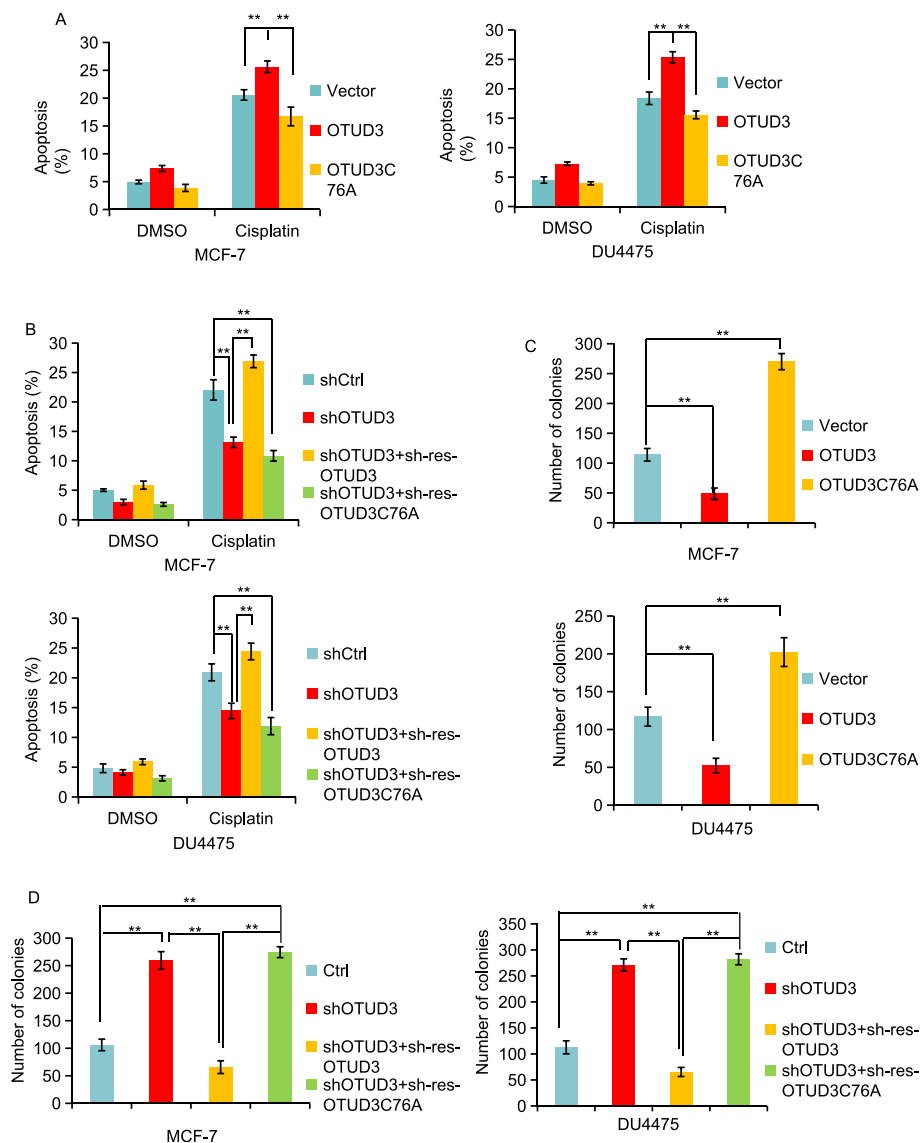 A
** **
30
25
20
15
10
5
0
Apoptosis
(%)
DMSO Cisplatin
MCF-7
Vector
OTUD3
OTUD3C
76A
** **
30
25
20
15
10
5
0
Apoptosis
(%)
DMSO Cisplatin
DU4475
Vector
OTUD3
OTUD3C
76A
B
**
**
**
30
25
20
15
10
5
0
Apoptosis (%)
DMSO Cisplatin
MCF-7
shCtrl
shOTUD3
shOTUD3+sh-res-
OTUD3
shOTUD3+sh-res-
OTUD3C76A
**
**
**
30
25
20
15
10
5
0
Apoptosis (%)
DMSO Cisplatin
DU4475
shCtrl
shOTUD3
shOTUD3+sh-res-
OTUD3
shOTUD3+sh-res-
OTUD3C76A
C
**
**
300
250
200
150
100
50
0
Number of colonies
MCF-7
Vector
OTUD3
OTUD3C76A
**
**
250
200
150
100
50
0
Number of colonies
DU4475
Vector
OTUD3
OTUD3C76A
D
**
** ** **
300
250
200
150
100
50
0
Number of colonies
MCF-7
Ctrl
shOTUD3
shOTUD3+sh-res-
OTUD3
shOTUD3+sh-res-
OTUD3C76A
**
** ** **
350
300
250
200
150
100
50
0
Number of colonies
DU4475
Ctrl
shOTUD3
shOTUD3+sh-res-
OTUD3
shOTUD3+sh-res-
OTUD3C76A